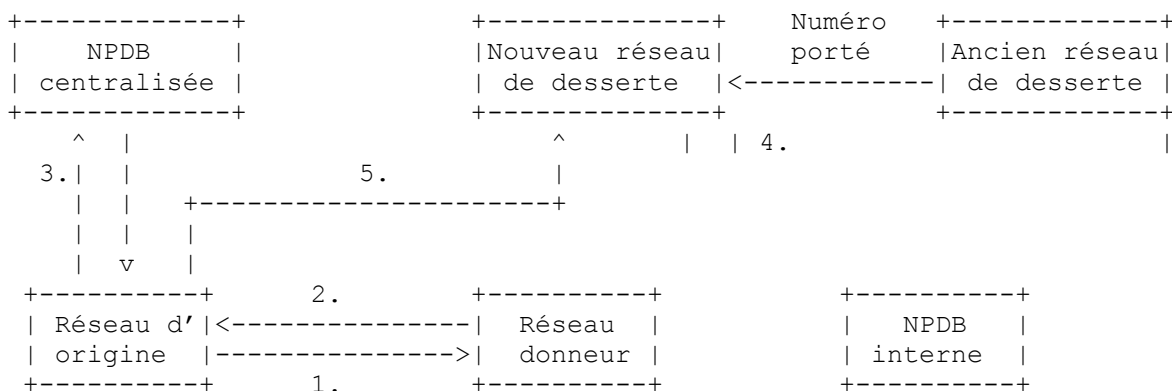 Numéro
NPDB Nouveau réseau porté Ancien réseau
centralisée de desserte de desserte
4.
3. 5.
2.
Réseau d' Réseau NPDB
origine donneur interne
1.